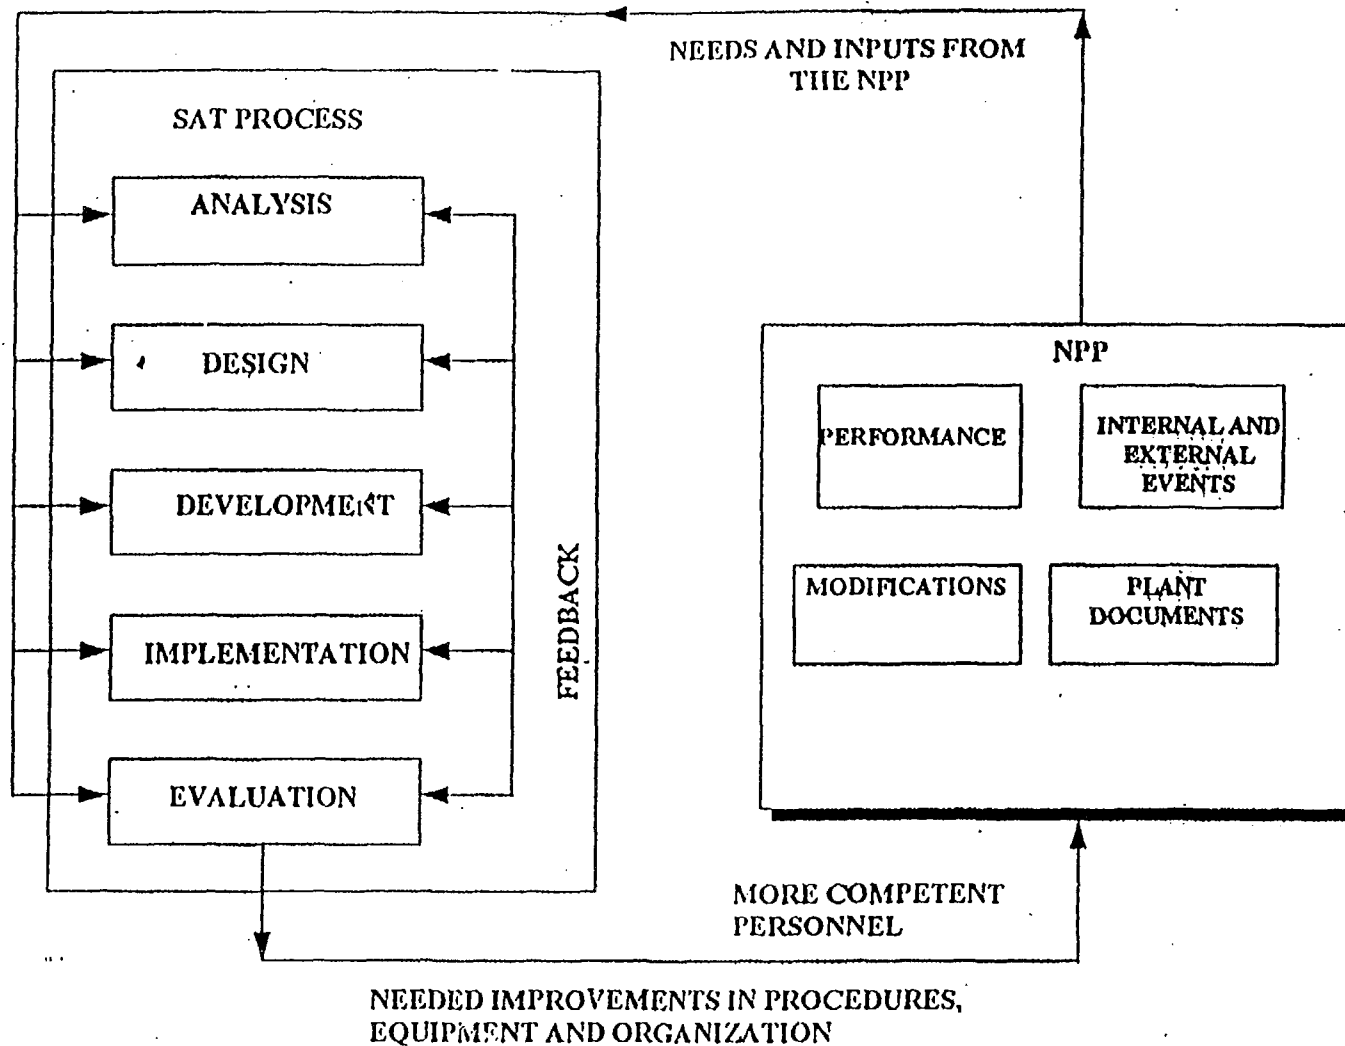 NEEDS AND INPUTS FROM
THE NPP
SAT PROCESS
ANALYSIS
DESIGN
DEVELOPMENT
IMPLEMENTATION
EVALUATION
FEEDBACK
NPP
PERFORMANCE
INTERNAL AND
EXTERNAL
EVENTS
MODIFICATIONS
PLANT
DOCUMENTS
MORE COMPETENT
PERSONNEL
NEEDED IMPROVEMENTS IN PROCEDURES,
EQUIPMENT AND ORGANIZATION